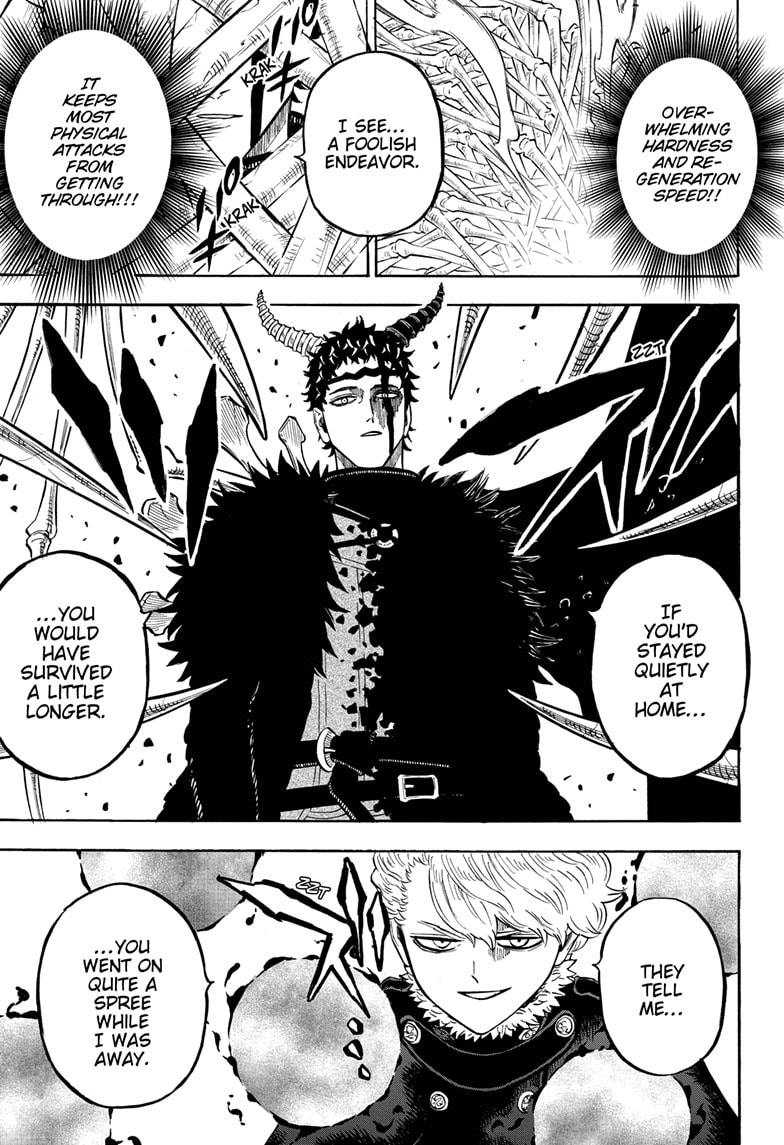 OVER-
WHELMING
HARDNESS
AND RE-
GENERATION
SPEED!!
I SEE...
A FOOLISH
ENDEAVOR.
KRAK
KRAK
IT
KEEPS
MOST
PHYSICAL
ATTACKS
FROM
GETTING
THROUGH!!!
ZZT
IF
YOU'D
STAYED
QUIETLY
AT
HOME...
...YOU
WOULD
HAVE
SURVIVED
A LITTLE
LONGER.
THEY
TELL
ME...
ZZT
...YOU
WENT ON
QUITE
A
SPREE
WHILE
I WAS
AWAY.